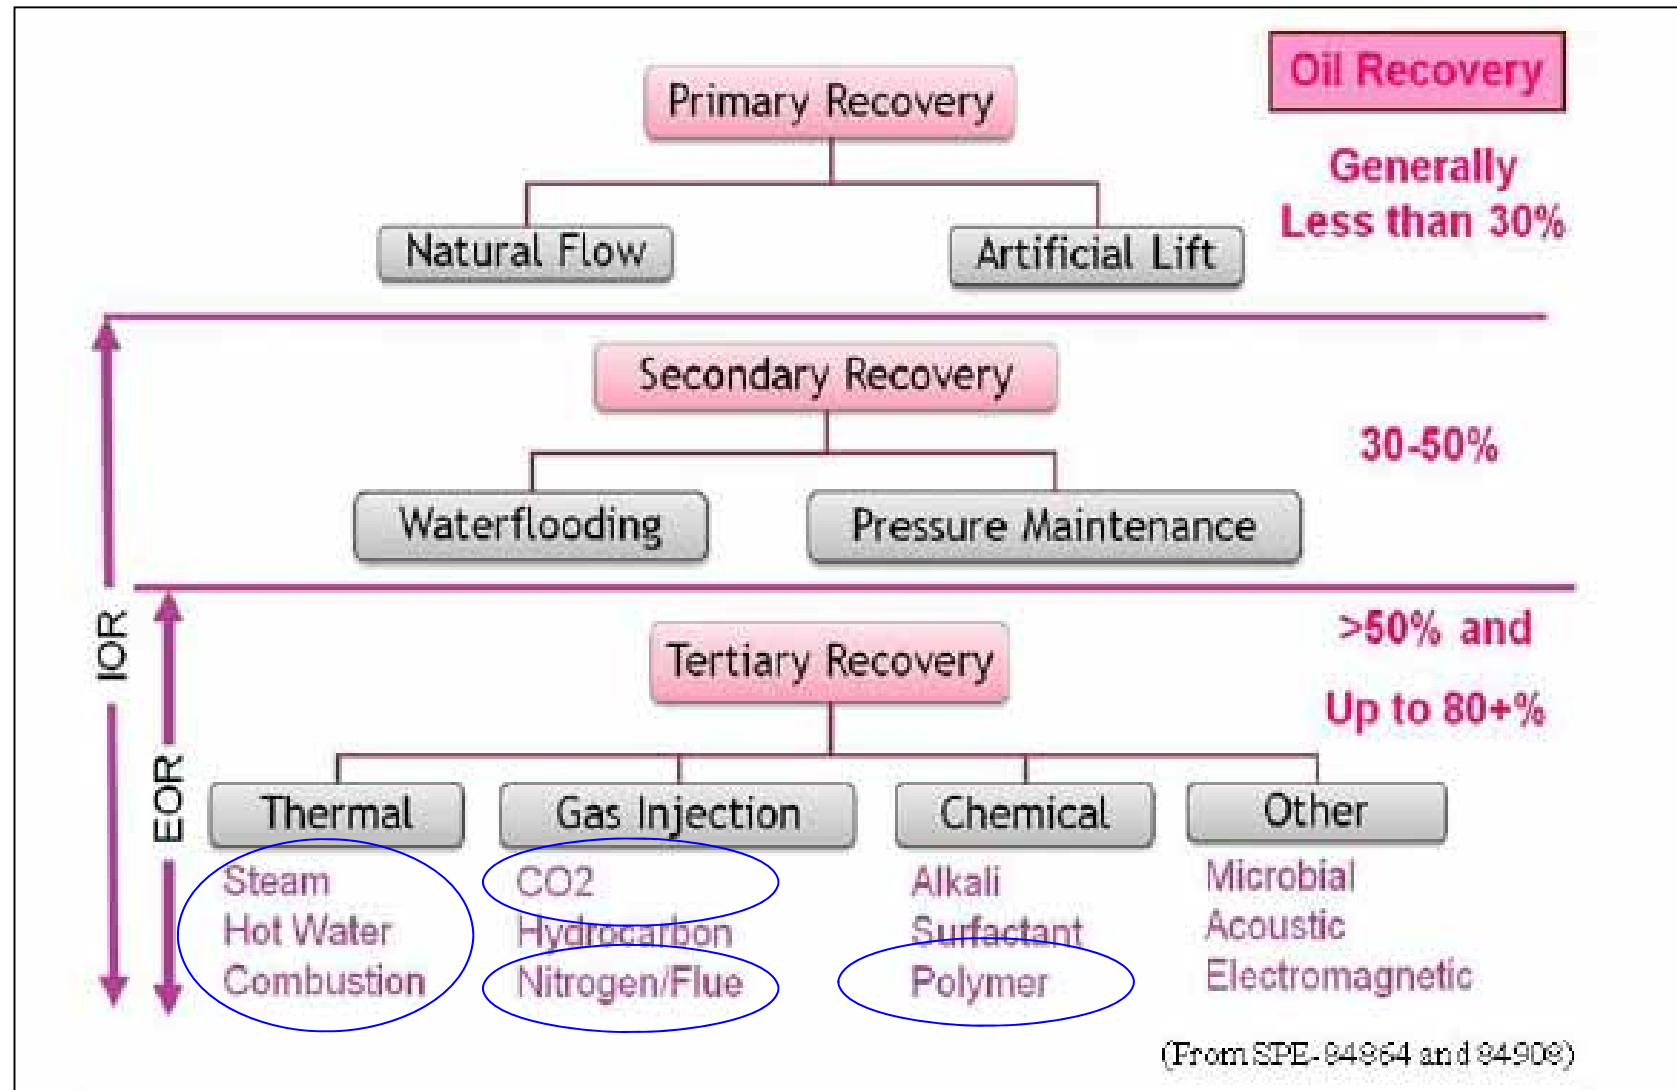 Oil Recovery
Primary Recovery
Generally
Less than 30%
Natural Flow
Artificial Lift
Secondary Recovery
30-50%
Waterflooding
Pressure Maintenance
IOR
EOR
>50% and
Up to 80+%
Tertiary Recovery
Thermal
Gas Injection
Chemical
Other
Steam
Hot Water
Combustion
CO2
Hydrocarbon
Nitrogen/Flue
Alkali
Surfactant
Polymer
Microbial
Acoustic
Electromagnetic
(From SPE-84864 and 84908)